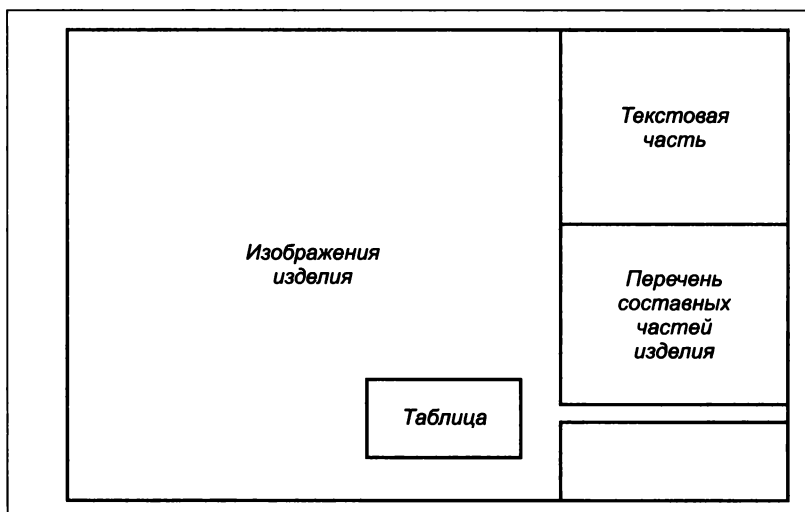 Текстовая
часть
Изображения
изделия
Перечень
составных
частей
изделия
Таблица